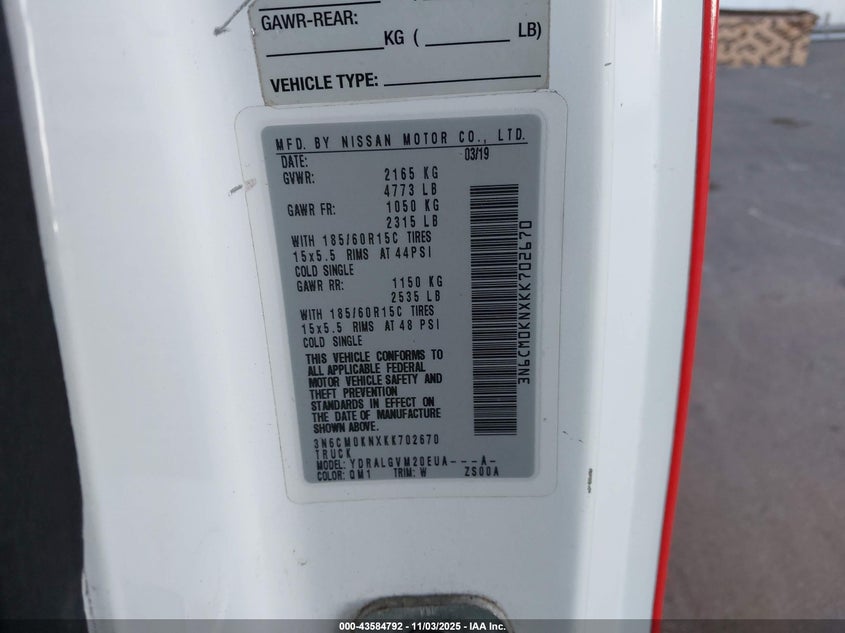 GAWR-REAR:
KG ( LB)
VEHICLE TYPE:
MFD. BY NISSAN MOTOR CO., LTD.
DATE: 03/19
GVWR: 2165 KG
4773 LB
GAWR FR: 1050 KG
2315 LB
WITH 185/60R15C TIRES
15x5.5 RIMS AT 44PSI
COLD SINGLE
GAWR RR: 1150 KG
2535 LB
WITH 185/60R15C TIRES
15x5.5 RIMS AT 48 PSI
COLD SINGLE
THIS VEHICLE CONFORMS TO
ALL APPLICABLE FEDERAL
MOTOR VEHICLE SAFETY AND
THEFT PREVENTION
STANDARDS IN EFFECT ON
THE DATE OF MANUFACTURE
SHOWN ABOVE.
3N6CM0KNXKK702670
TRUCK
MODEL: YDRALGVM20EUA---A-
COLOR: QM1 TRIM: W ZS00A
3N6CM0KNXKK702670
000-43584792 - 11/03/2025 - IAA Inc.